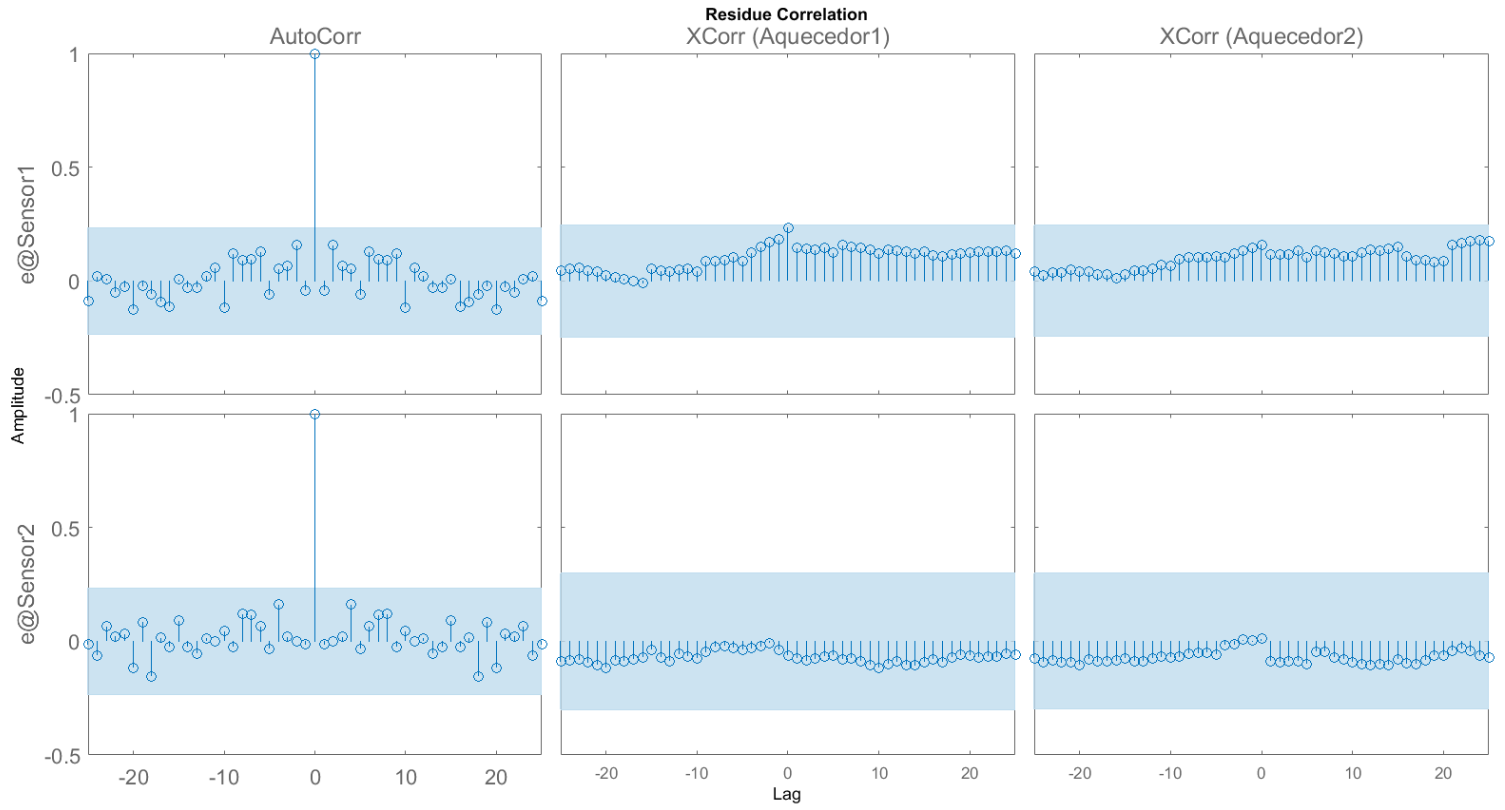 Residue Correlation
AutoCorr
XCorr (Aquecedor1)
XCorr (Aquecedor2)
Amplitude
e@Sensor1
1
0.5
0
-0.5
e@Sensor2
1
0.5
0
-0.5
-20 -10 0 10 20
-20 -10 0 10 20
-20 -10 0 10 20
Lag